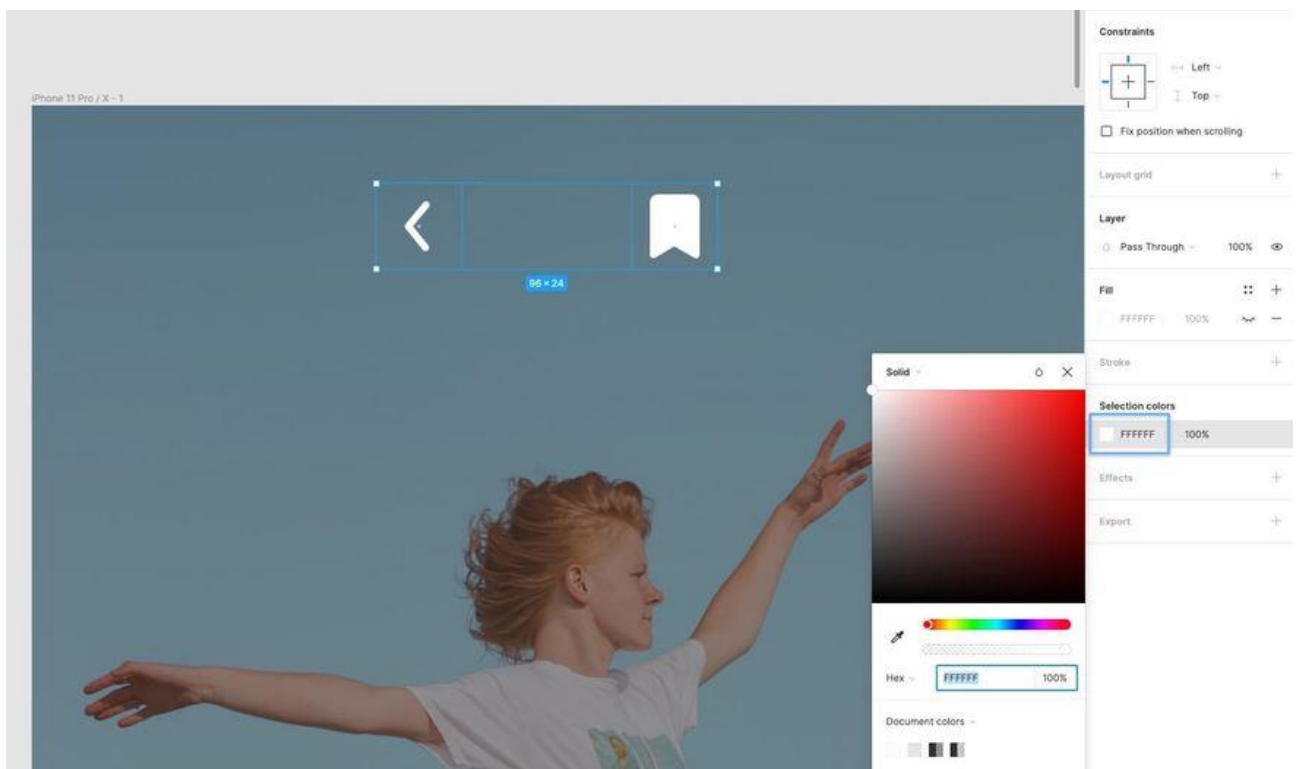 Constraints
Left
Top
Fix position when scrolling
iPhone 11 Pro / X - 1
Layout grid
Layer
Pass Through 100%
96 × 24
Fill
FFFFFF 100%
Solid
Stroke
Selection colors
FFFFFF 100%
Effects
Export
Hex FFFFFF 100%
Document colors